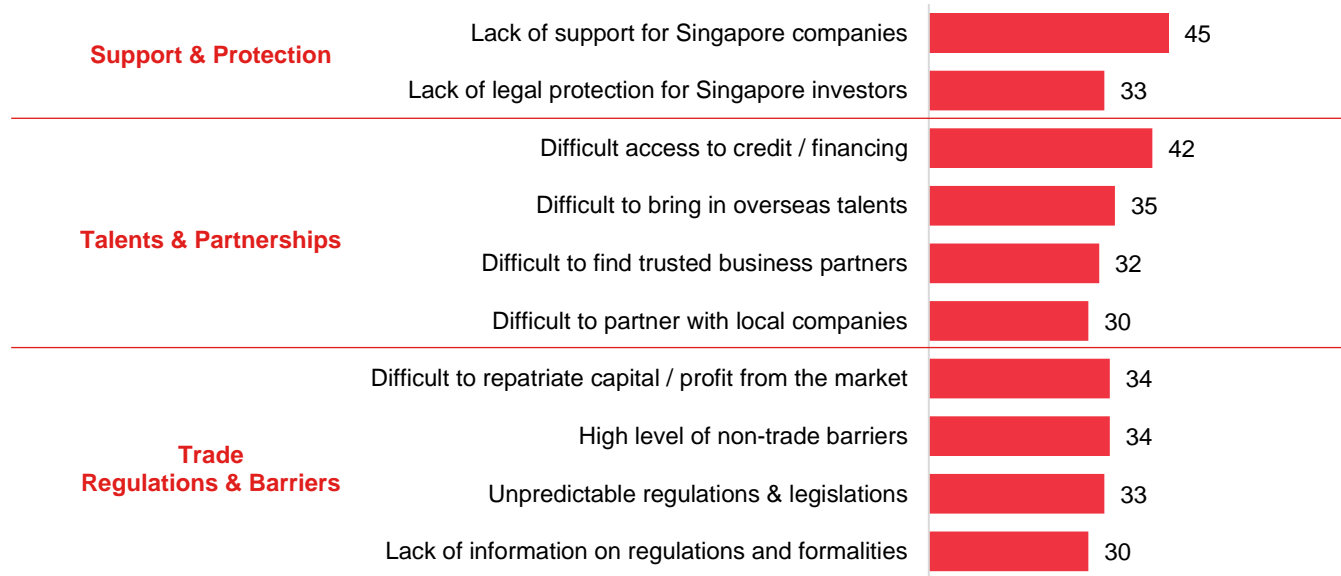 Support & Protection
Lack of support for Singapore companies 45
Lack of legal protection for Singapore investors 33
Talents & Partnerships
Difficult access to credit / financing 42
Difficult to bring in overseas talents 35
Difficult to find trusted business partners 32
Difficult to partner with local companies 30
Trade
Regulations & Barriers
Difficult to repatriate capital / profit from the market 34
High level of non-trade barriers 34
Unpredictable regulations & legislations 33
Lack of information on regulations and formalities 30